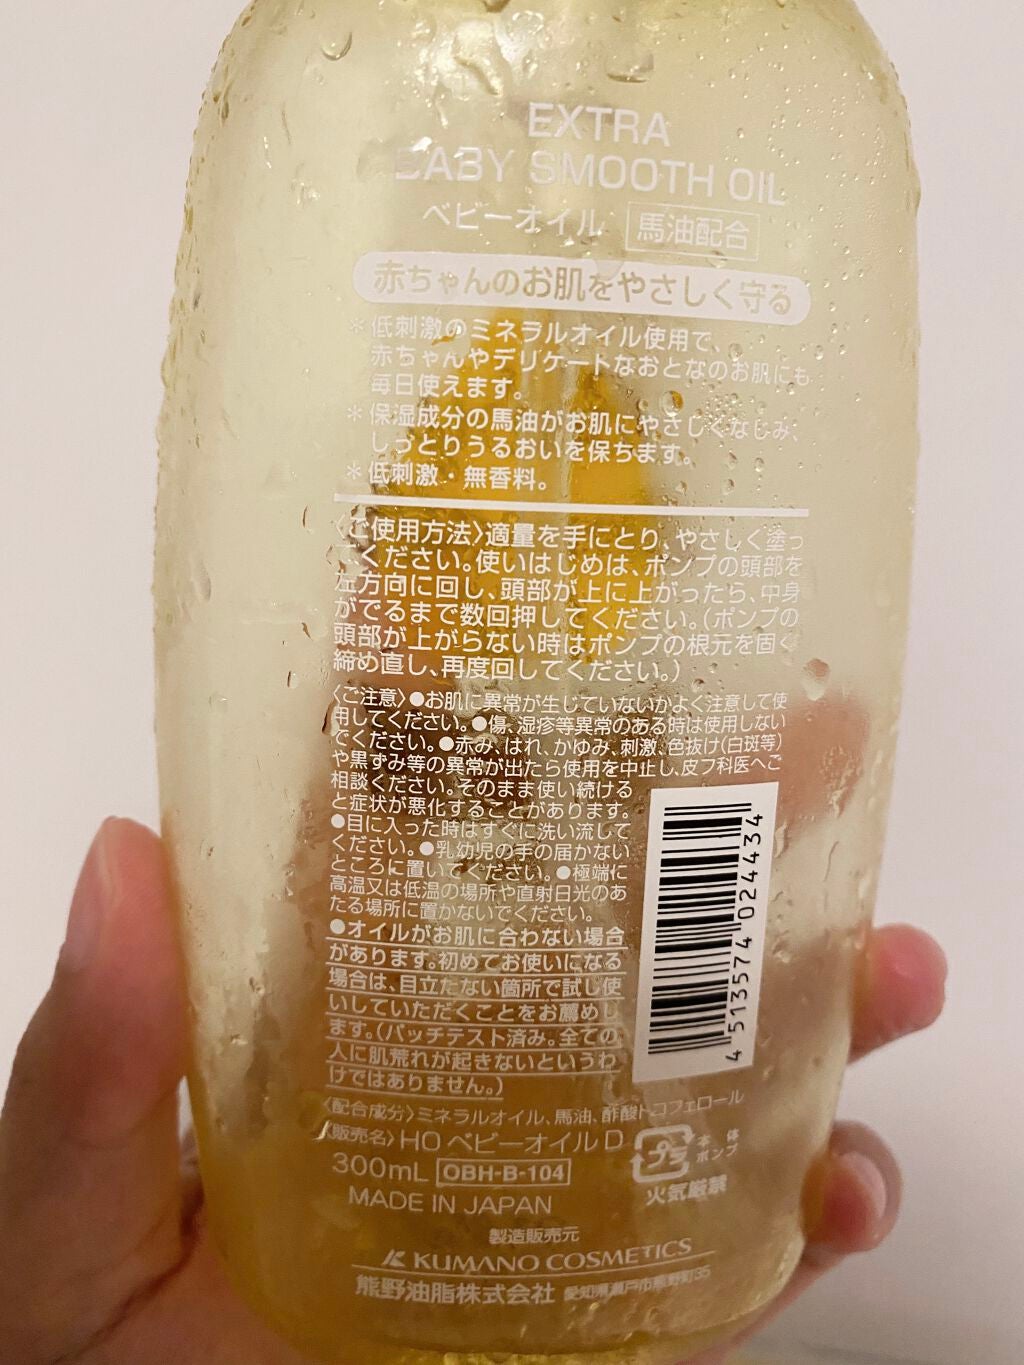 EXTRA
BABY SMOOTH OIL
ベビーオイル 馬油配合
赤ちゃんのお肌をやさしく守る
＊低刺激のミネラルオイル使用で、
赤ちゃんやデリケートなおとなのお肌にも
毎日使えます。
＊保湿成分の馬油がお肌にやさしくなじみ、
しっとりうるおいを保ちます。
＊低刺激・無香料。
〈ご使用方法〉適量を手にとり、やさしく塗っ
てください。使いはじめは、ポンプの頭部を
左方向に回し、頭部が上に上がったら、中身
がでるまで数回押してください。(ポンプの
頭部が上がらない時はポンプの根元を固く
締め直し、再度回してください。)
〈ご注意〉●お肌に異常が生じていないかよく注意して使
用してください。●傷、湿疹等異常のある時は使用しない
でください。●赤み、はれ、かゆみ、刺激、色抜け(白斑等)
や黒ずみ等の異常が出たら使用を中止し、皮フ科医へご
相談ください。そのまま使い続ける
と症状が悪化することがあります。
●目に入った時はすぐに洗い流して
ください。●乳幼児の手の届かない
ところに置いてください。●極端に
高温又は低温の場所や直射日光のあ
たる場所に置かないでください。
●オイルがお肌に合わない場合
があります。初めてお使いになる
場合は、目立たない箇所で試し使
いしていただくことをお薦めし
ます。(パッチテスト済み。全ての
人に肌荒れが起きないというわ
けではありません。)
4 513574 024434
〈配合成分〉ミネラルオイル、馬油、酢酸トコフェロール
〈販売名〉HO ベビーオイル D
300mL OBH-B-104
プラ 本体 ポンプ
火気厳禁
MADE IN JAPAN
製造販売元
KUMANO COSMETICS
熊野油脂株式会社 愛知県瀬戸市熊野町35